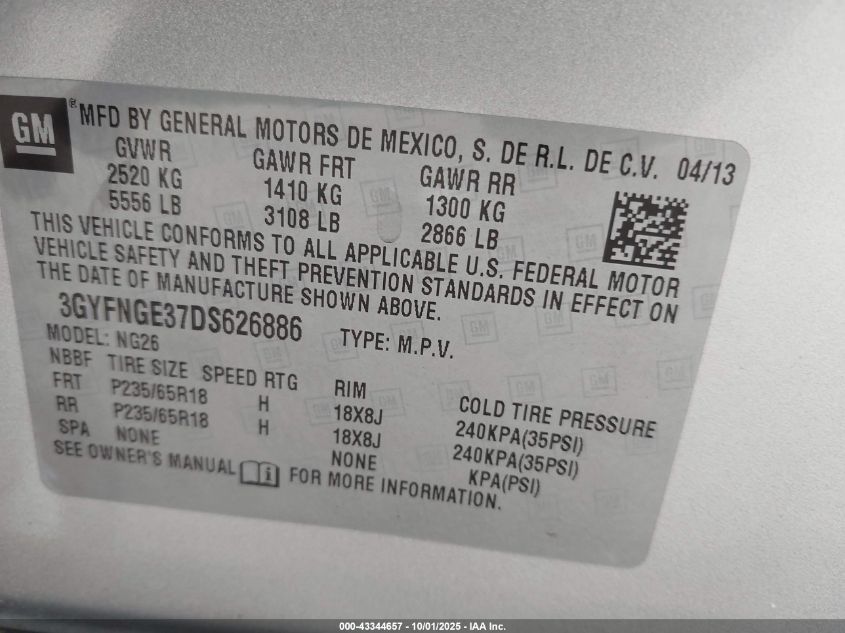 GM ® MFD BY GENERAL MOTORS DE MEXICO, S. DE R.L. DE C.V. 04/13
GVWR GAWR FRT GAWR RR
2520 KG 1410 KG 1300 KG
5556 LB 3108 LB 2866 LB
THIS VEHICLE CONFORMS TO ALL APPLICABLE U.S. FEDERAL MOTOR
VEHICLE SAFETY AND THEFT PREVENTION STANDARDS IN EFFECT ON
THE DATE OF MANUFACTURE SHOWN ABOVE.
3GYFNGE37DS626886 TYPE: M.P.V.
MODEL: NG26
NBBF TIRE SIZE SPEED RTG RIM COLD TIRE PRESSURE
FRT P235/65R18 H 18X8J 240KPA(35PSI)
RR P235/65R18 H 18X8J 240KPA(35PSI)
SPA NONE NONE KPA(PSI)
SEE OWNER'S MANUAL i FOR MORE INFORMATION.
000-43344657 - 10/01/2025 - IAA Inc.